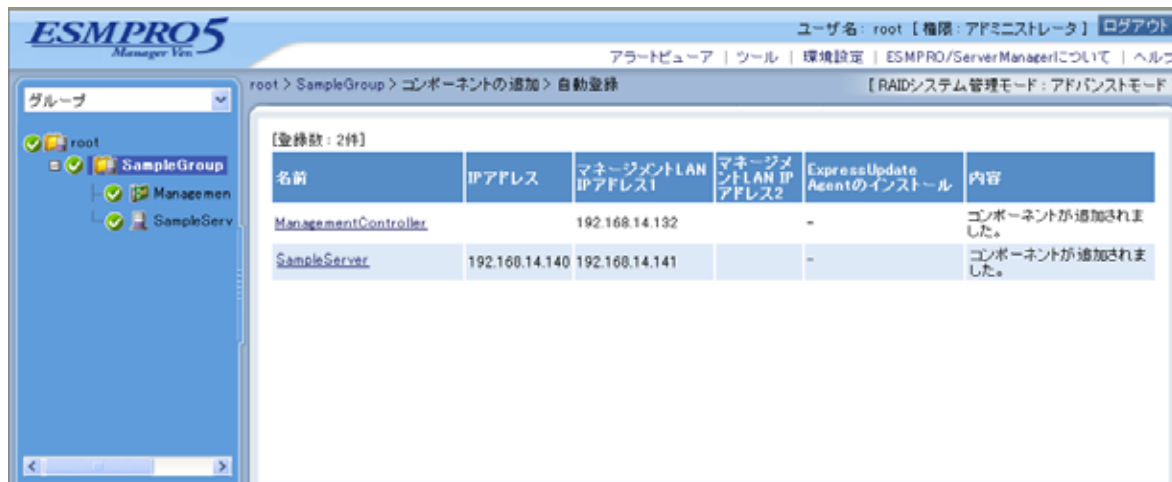 ESMPRO5
Manager Ver.
ユーザ名: root [権限:アドミニストレータ] ログアウト
アラートビューア | ツール | 環境設定 | ESMPRO/ServerManagerについて | ヘルプ
グループ
root > SampleGroup > コンポーネントの追加 > 自動登録
[RAIDシステム管理モード:アドバンストモード
root
SampleGroup
Managemen
SampleServ
[登録数:2件]
名前
IPアドレス
マネージメントLAN
IPアドレス1
マネージメ
ントLAN IP
アドレス2
ExpressUpdate
Agentのインストール
内容
ManagementController
192.168.14.132
-
コンポーネントが追加されま
した。
SampleServer
192.168.14.140
192.168.14.141
-
コンポーネントが追加されま
した。